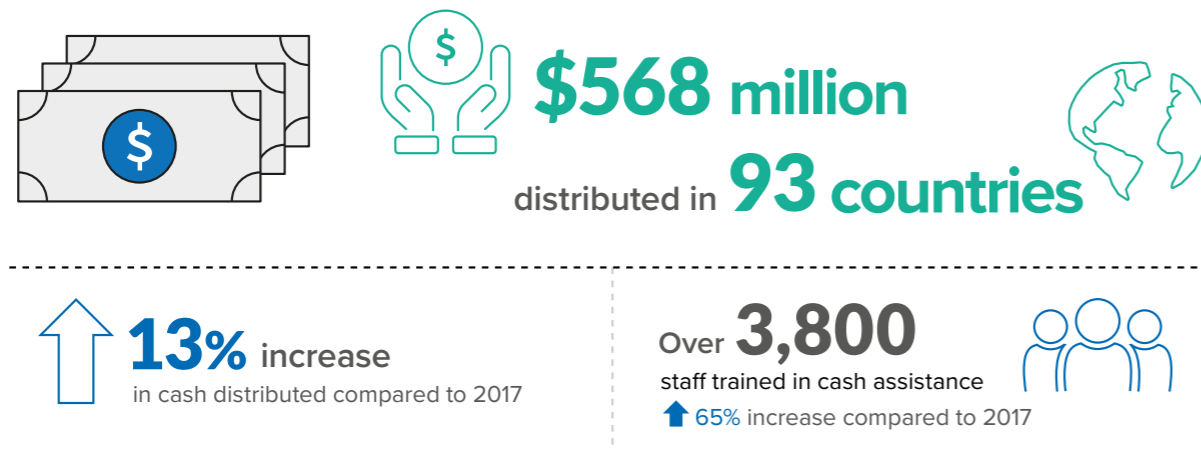 $
$
$568 million
distributed in 93 countries
13% increase
in cash distributed compared to 2017
Over 3,800
staff trained in cash assistance
65% increase compared to 2017